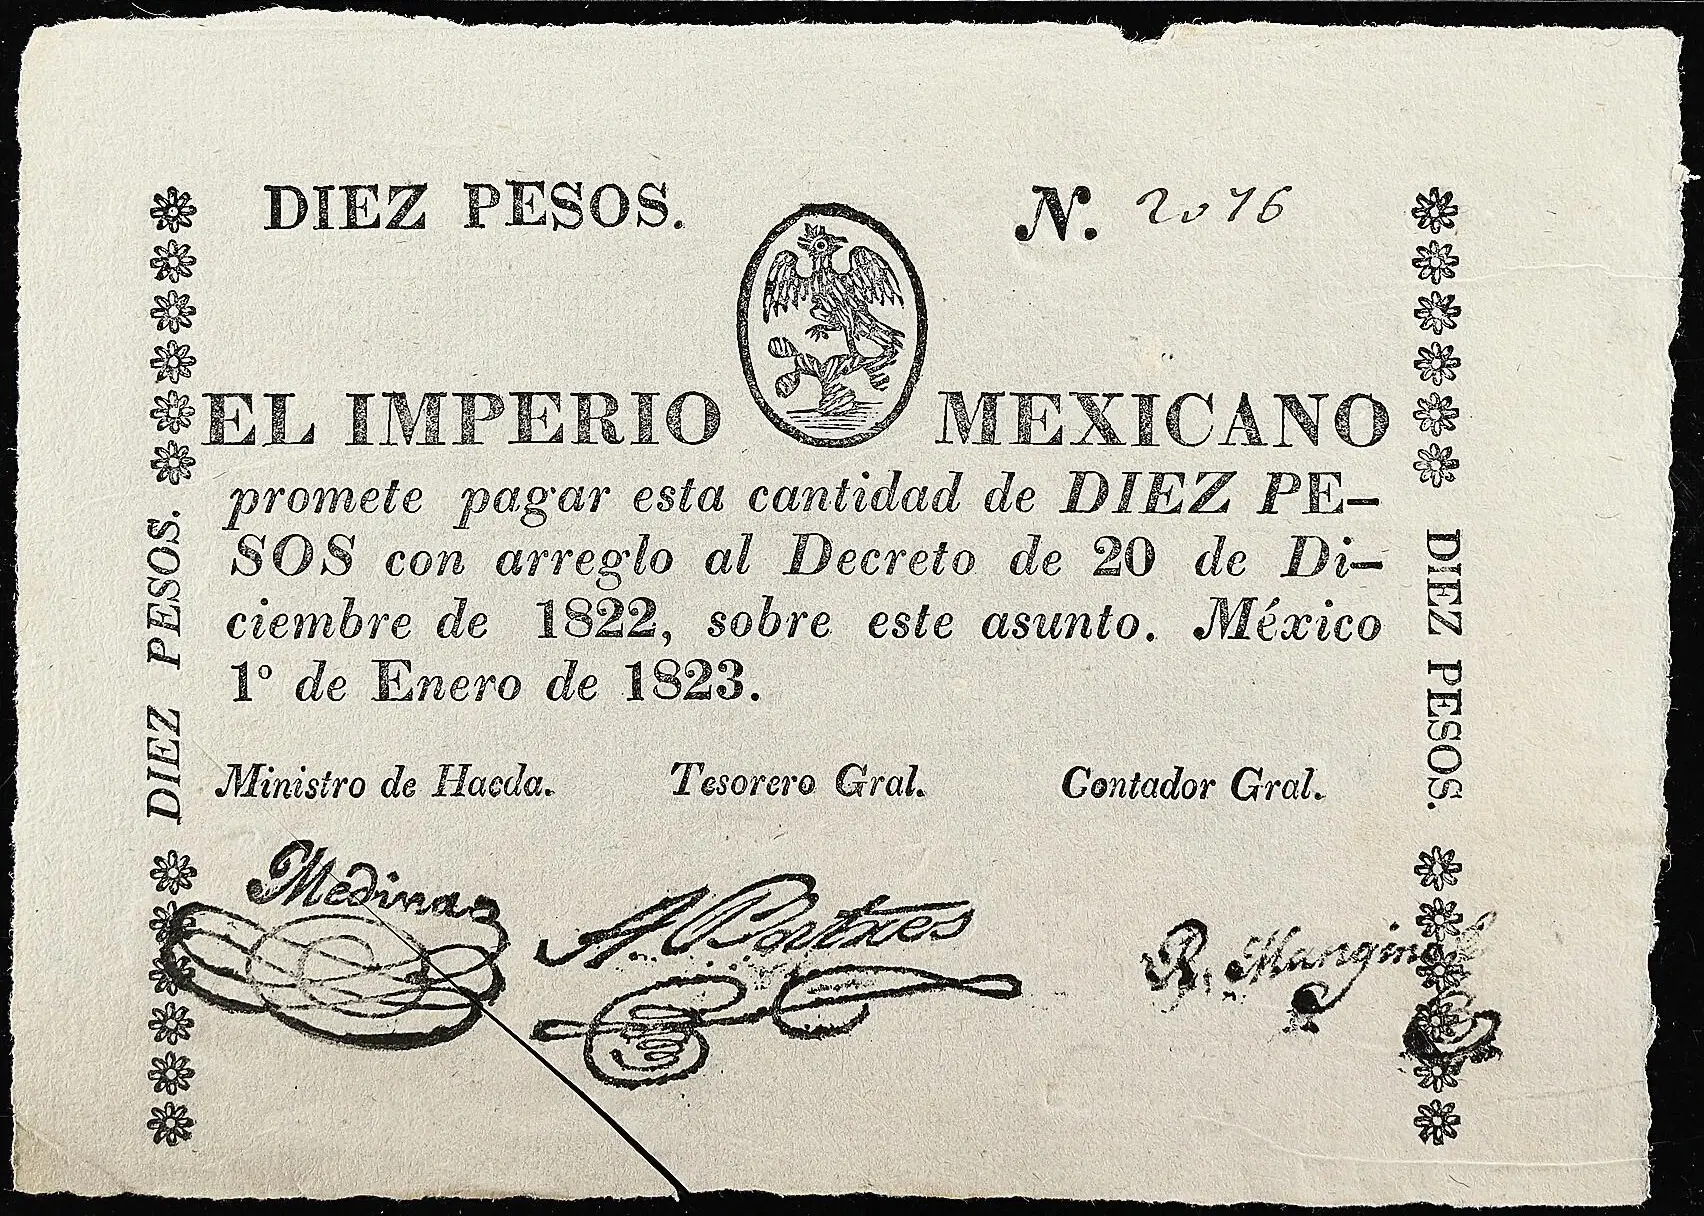 DIEZ PESOS.
N. 2076
EL IMPERIO MEXICANO
promete pagar esta cantidad de DIEZ PE-
SOS con arreglo al Decreto de 20 de Di-
ciembre de 1822, sobre este asunto. México
1º de Enero de 1823.
Ministro de Hacda. Tesorero Gral. Contador Gral.
Medina A. Batres R. Mangino
DIEZ PESOS.
DIEZ PESOS.